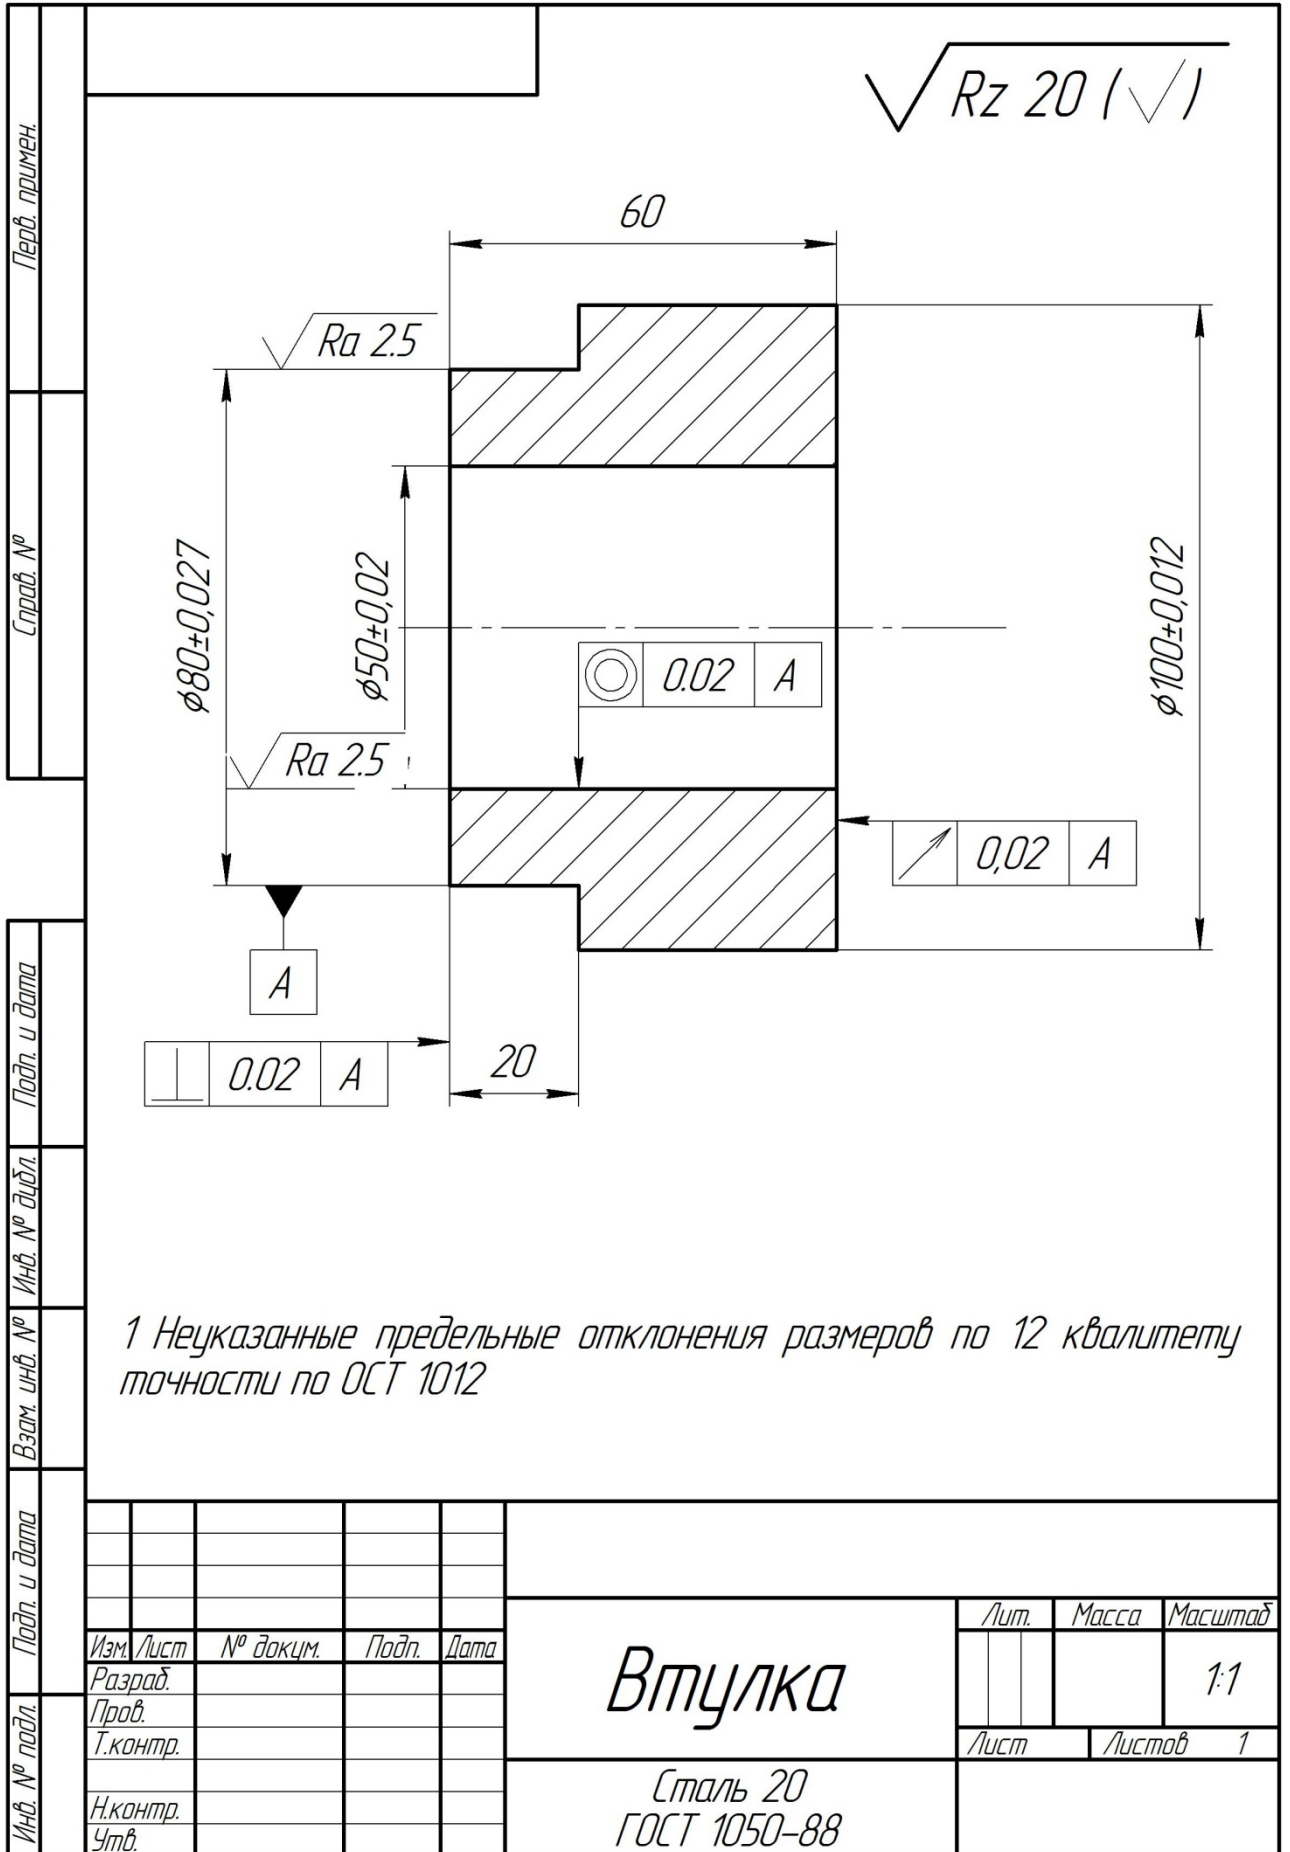 Rz 20 (√)
60
Ra 2.5
φ80±0,027
φ50±0,02
φ100±0,012
0.02 A
Ra 2.5
0,02 A
A
0.02 A
20
1 Неуказанные предельные отклонения размеров по 12 квалитету
точности по ОСТ 1012
Перв. примен.
Справ. №
Подп. и дата
Инв. № дубл.
Взам. инв. №
Подп. и дата
Инв. № подл.
Изм. Лист № докум. Подп. Дата
Разраб.
Пров.
Т.контр.
Н.контр.
Утв.
Втулка
Лит. Масса Масштаб
1:1
Лист Листов 1
Сталь 20
ГОСТ 1050-88